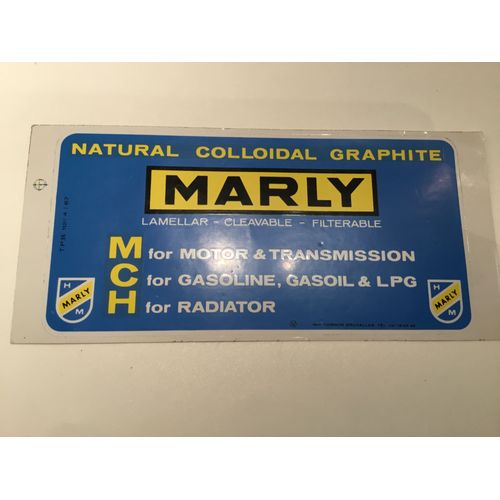 NATURAL COLLOIDAL GRAPHITE
MARLY
LAMELLAR - CLEAVABLE - FILTERABLE
M for MOTOR & TRANSMISSION
C for GASOLINE, GASOIL & LPG
H for RADIATOR
H
MARLY
M
H
MARLY
M